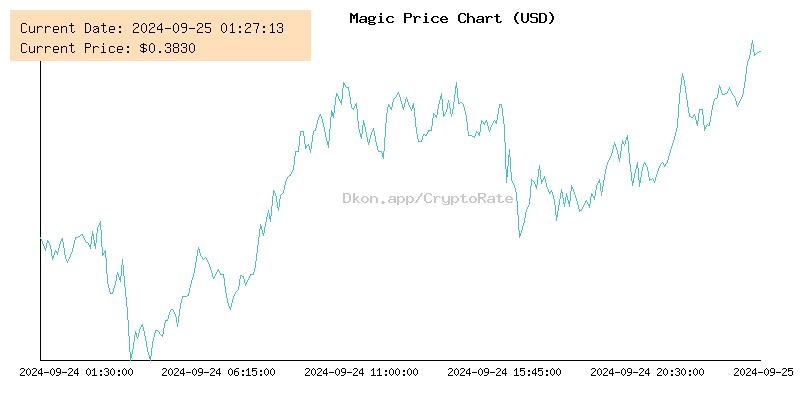 Magic Price Chart (USD)
Current Date: 2024-09-25 01:27:13
Current Price: $0.3830
Dkon.app/CryptoRate
2024-09-24 01:30:00 2024-09-24 06:15:00 2024-09-24 11:00:00 2024-09-24 15:45:00 2024-09-24 20:30:00 2024-09-25